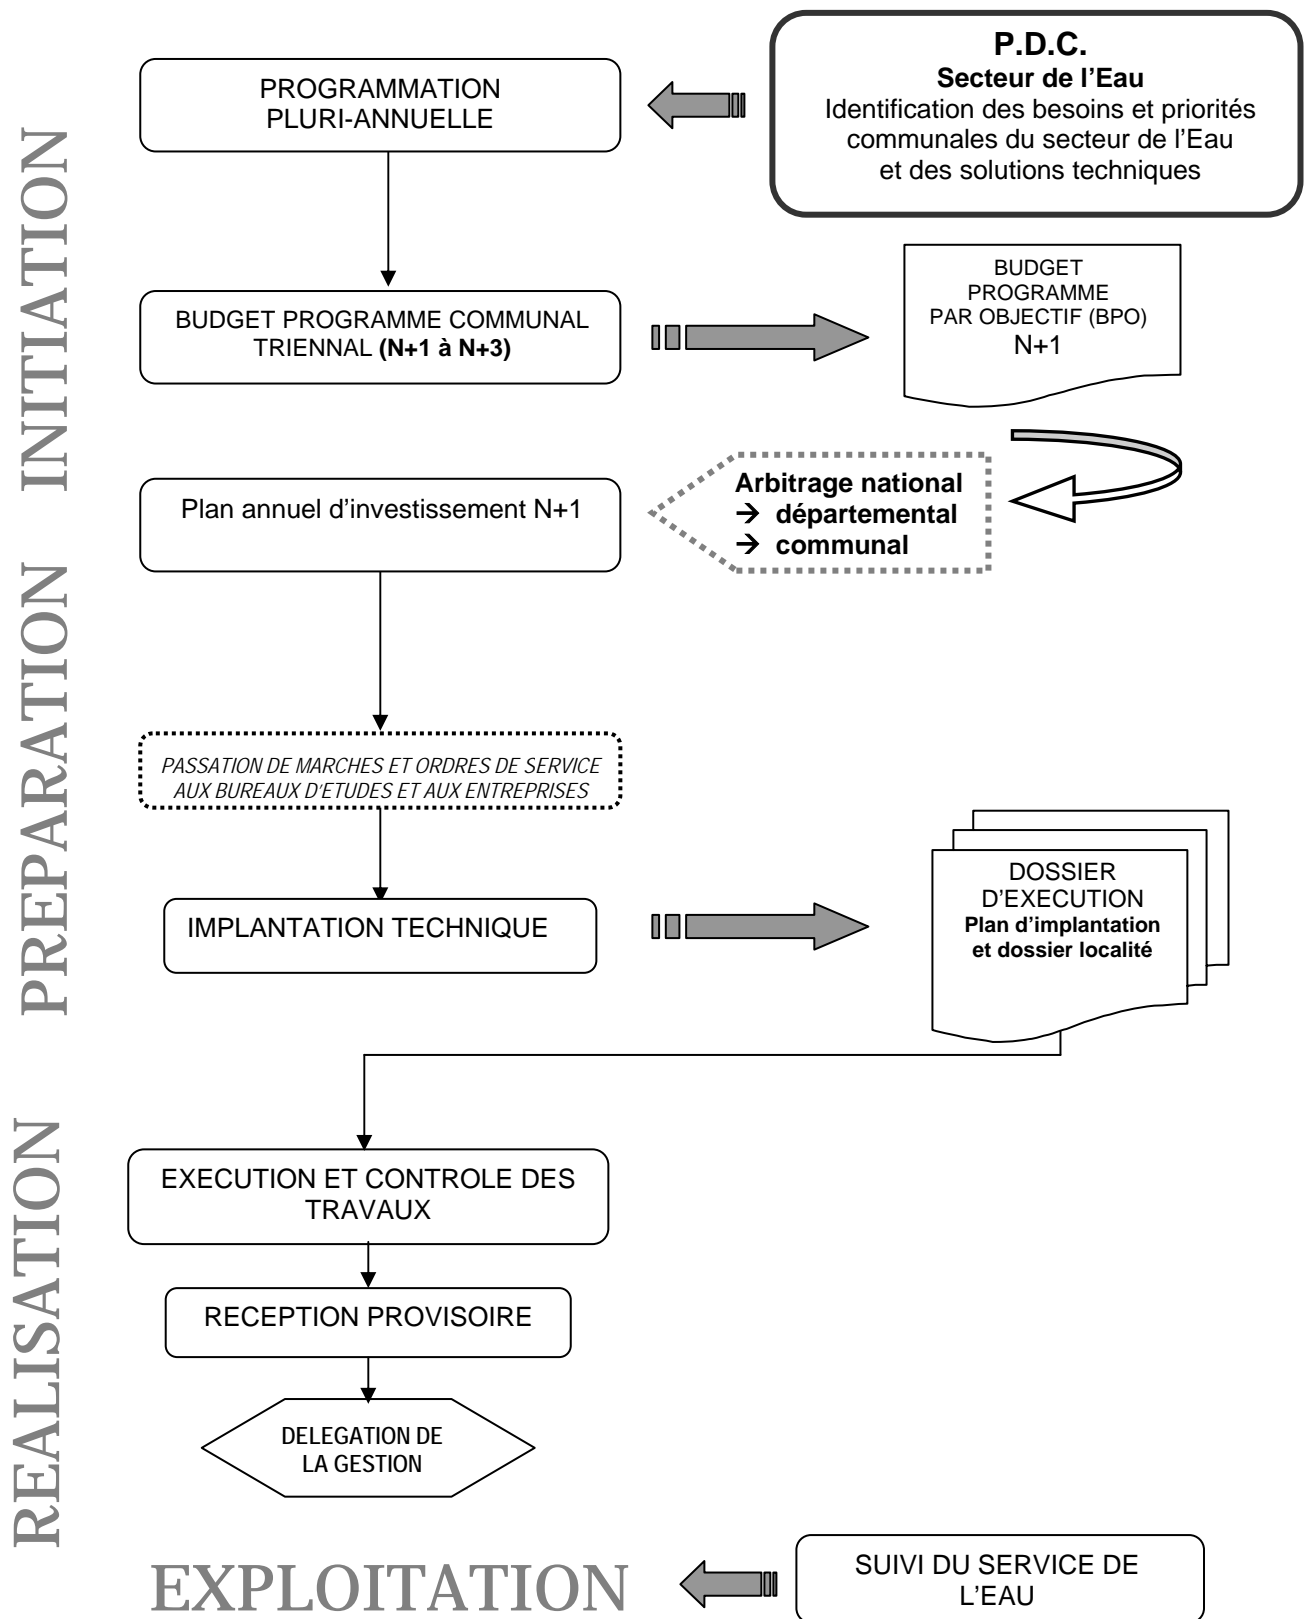 P.D.C.
Secteur de l'Eau
Identification des besoins et priorités
communales du secteur de l'Eau
et des solutions techniques
PROGRAMMATION
PLURI-ANNUELLE
INITIATION
BUDGET PROGRAMME COMMUNAL
TRIENNAL (N+1 à N+3)
BUDGET
PROGRAMME
PAR OBJECTIF (BPO)
N+1
Arbitrage national
→ départemental
→ communal
Plan annuel d'investissement N+1
PREPARATION
PASSATION DE MARCHES ET ORDRES DE SERVICE
AUX BUREAUX D'ETUDES ET AUX ENTREPRISES
IMPLANTATION TECHNIQUE
DOSSIER
D'EXECUTION
Plan d'implantation
et dossier localité
REALISATION
EXECUTION ET CONTROLE DES
TRAVAUX
RECEPTION PROVISOIRE
DELEGATION DE
LA GESTION
EXPLOITATION
SUIVI DU SERVICE DE
L'EAU